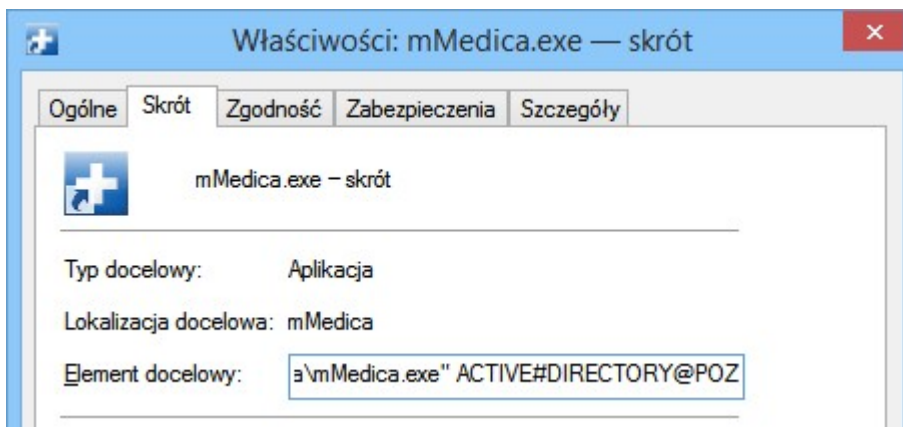 Właściwości: mMedica.exe — skrót
Ogólne Skrót Zgodność Zabezpieczenia Szczegóły
mMedica.exe – skrót
Typ docelowy: Aplikacja
Lokalizacja docelowa: mMedica
Element docelowy: a\mMedica.exe" ACTIVE#DIRECTORY@POZ